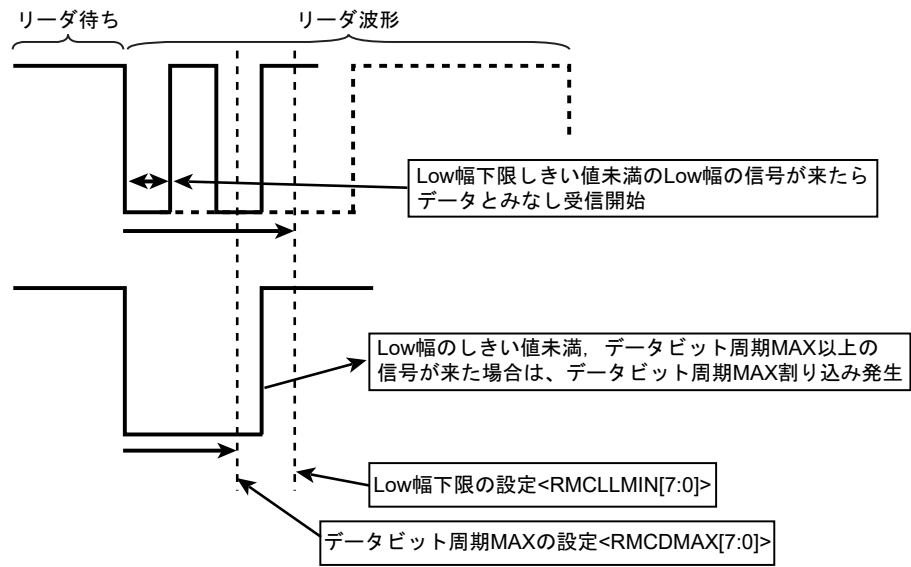 リーダ待ち
リーダ波形
Low幅下限しきい値未満のLow幅の信号が来たら
データとみなし受信開始
Low幅のしきい値未満, データビット周期MAX以上の
信号が来た場合は、データビット周期MAX割り込み発生
Low幅下限の設定<RMCLLMIN[7:0]>
データビット周期MAXの設定<RMCDMAX[7:0]>